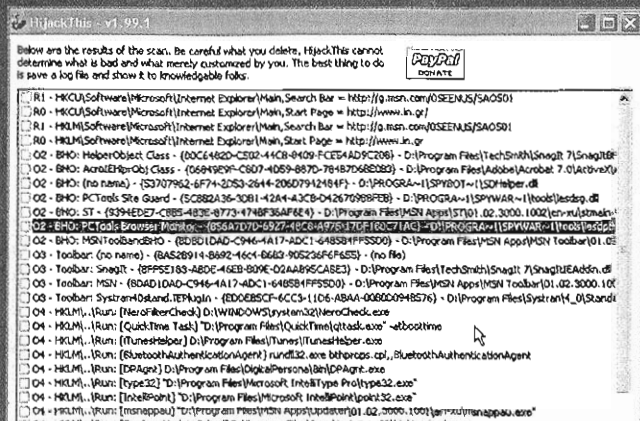 HijackThis - v1.99.1
Below are the results of the scan. Be careful what you delete, HijackThis cannot
determine what is bad and what merely customized by you. The best thing to do
is save a log file and show it to knowledgable folks.
PayPal
DONATE
R1 - HKCU\Software\Microsoft\Internet Explorer\Main,Search Bar = http://g.msn.com/0SEENUS/SAOS01
R0 - HKCU\Software\Microsoft\Internet Explorer\Main,Start Page = http://www.in.gr/
R1 - HKLM\Software\Microsoft\Internet Explorer\Main,Search Bar = http://g.msn.com/0SEENUS/SAOS01
R0 - HKLM\Software\Microsoft\Internet Explorer\Main,Start Page = http://www.in.gr/
O2 - BHO: HelperObject Class - {00C6482D-C502-44C8-8409-FCE54AD9C208} - D:\Program Files\TechSmith\SnagIt 7\SnagItBH
O2 - BHO: AcroIEHlprObj Class - {06849E9F-C8D7-4D59-B87D-784B7D6BE0B3} - D:\Program Files\Adobe\Acrobat 7.0\ActiveX\
O2 - BHO: (no name) - {53707962-6F74-2D53-2644-206D7942484F} - D:\PROGRA~1\SPYBOT~1\SDHelper.dll
O2 - BHO: PCTools Site Guard - {5C8B2A36-3DB1-42A4-A3CB-D426709BBFEB} - D:\PROGRA~1\SPYWAR~1\tools\iesdsg.dll
O2 - BHO: ST - {9394EDE7-C8B5-483E-8773-474BF36AF6E4} - D:\Program Files\MSN Apps\ST\01.02.3000.1002\en-xu\stmain
O2 - BHO: PCTools Browser Monitor - {B56A7D7D-6927-48C8-A975-17DF180C71AC} - D:\PROGRA~1\SPYWAR~1\tools\iesdpb
O2 - BHO: MSNToolBandBHO - {BDBD1DAD-C946-4A17-ADC1-64B5B4FF55D0} - D:\Program Files\MSN Apps\MSN Toolbar\01.0
O3 - Toolbar: (no name) - {BA52B914-B692-46c4-B683-905236F6F655} - (no file)
O3 - Toolbar: SnagIt - {8FF5E183-ABDE-46EB-B09E-D2AAB95CABE3} - D:\Program Files\TechSmith\SnagIt 7\SnagItIEAddin.dll
O3 - Toolbar: MSN - {BDAD1DAD-C946-4A17-ADC1-64B5B4FF55D0} - D:\Program Files\MSN Apps\MSN Toolbar\01.02.3000.100
O3 - Toolbar: Systran40stand.IEPlugIn - - D:\Program Files\Systran\4_0\Standa
O4 - HKLM\..\Run: [NeroFilterCheck] D:\WINDOWS\system32\NeroCheck.exe
O4 - HKLM\..\Run: [QuickTime Task] "D:\Program Files\QuickTime\qttask.exe" -atboottime
O4 - HKLM\..\Run: [iTunesHelper] D:\Program Files\iTunes\iTunesHelper.exe
O4 - HKLM\..\Run: [BluetoothAuthenticationAgent] rundll32.exe bthprops.cpl,,BluetoothAuthenticationAgent
O4 - HKLM\..\Run: [DPAgnt] D:\Program Files\DigitalPersona\Bin\DPAgnt.exe
O4 - HKLM\..\Run: [type32] "D:\Program Files\Microsoft IntelliType Pro\type32.exe"
O4 - HKLM\..\Run: [IntelliPoint] "D:\Program Files\Microsoft IntelliPoint\point32.exe"
O4 - HKLM\..\Run: [msnappau] "D:\Program Files\MSN Apps\Updater\01.02.3000.1001\en-xu\msnappau.exe"